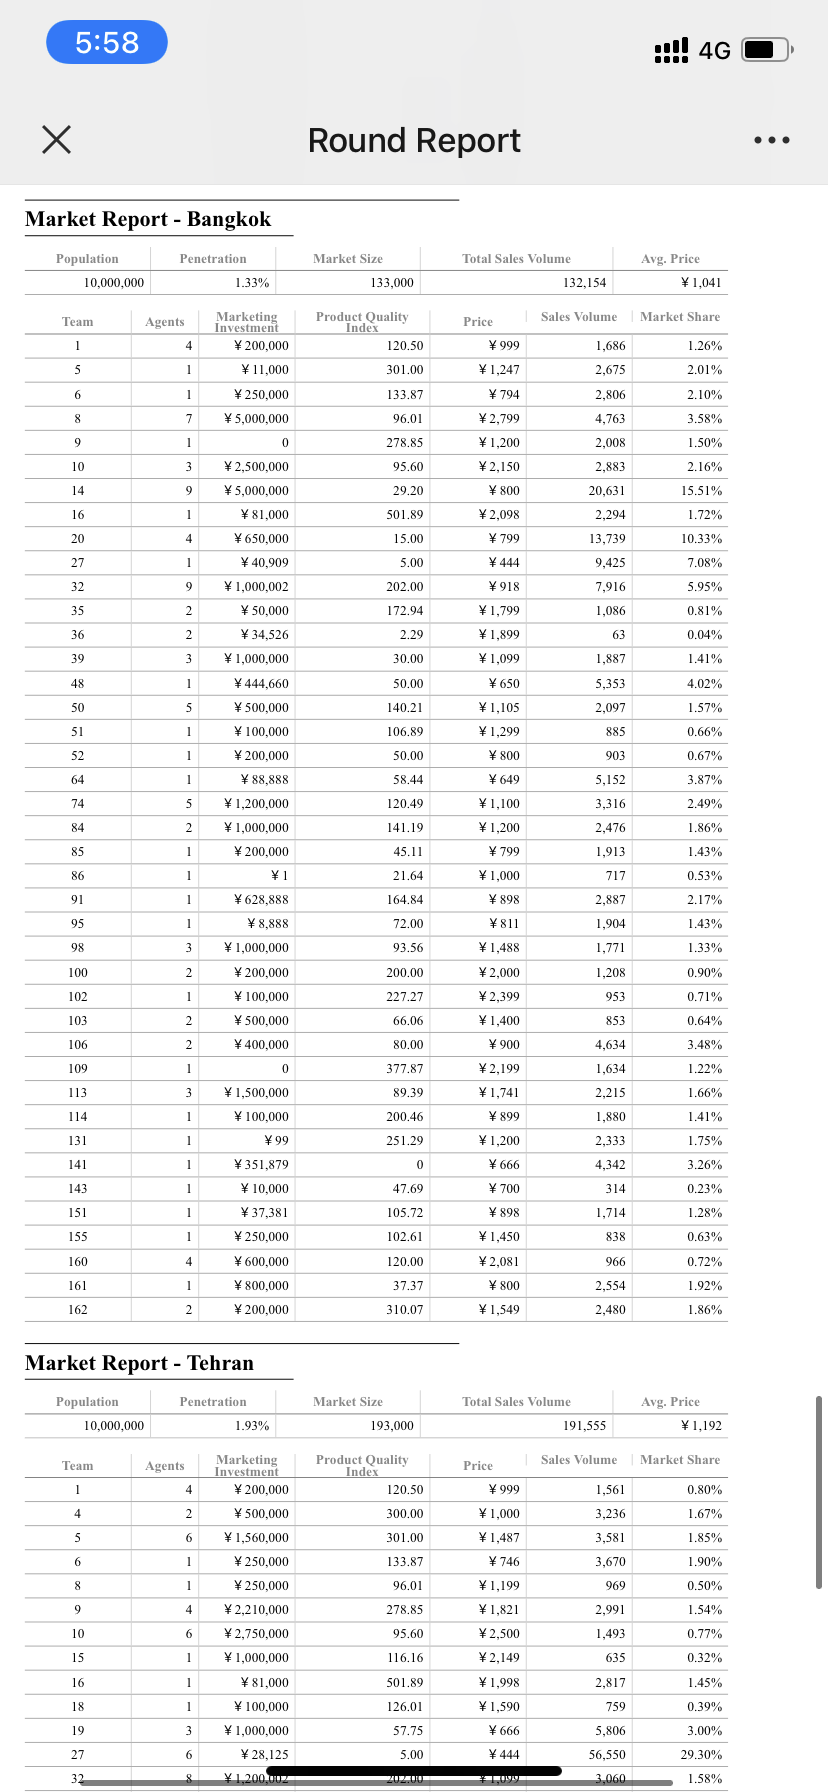 5:58
4G
Round Report
Market Report - Bangkok
Population Penetration Market Size Total Sales Volume Avg. Price
10,000,000 1.33% 133,000 132,154 ¥ 1,041
Team Agents Marketing Investment Product Quality Index Price Sales Volume Market Share
1 4 ¥ 200,000 120.50 ¥ 999 1,686 1.26%
5 1 ¥ 11,000 301.00 ¥ 1,247 2,675 2.01%
6 1 ¥ 250,000 133.87 ¥ 794 2,806 2.10%
8 7 ¥ 5,000,000 96.01 ¥ 2,799 4,763 3.58%
9 1 0 278.85 ¥ 1,200 2,008 1.50%
10 3 ¥ 2,500,000 95.60 ¥ 2,150 2,883 2.16%
14 9 ¥ 5,000,000 29.20 ¥ 800 20,631 15.51%
16 1 ¥ 81,000 501.89 ¥ 2,098 2,294 1.72%
20 4 ¥ 650,000 15.00 ¥ 799 13,739 10.33%
27 1 ¥ 40,909 5.00 ¥ 444 9,425 7.08%
32 9 ¥ 1,000,002 202.00 ¥ 918 7,916 5.95%
35 2 ¥ 50,000 172.94 ¥ 1,799 1,086 0.81%
36 2 ¥ 34,526 2.29 ¥ 1,899 63 0.04%
39 3 ¥ 1,000,000 30.00 ¥ 1,099 1,887 1.41%
48 1 ¥ 444,660 50.00 ¥ 650 5,353 4.02%
50 5 ¥ 500,000 140.21 ¥ 1,105 2,097 1.57%
51 1 ¥ 100,000 106.89 ¥ 1,299 885 0.66%
52 1 ¥ 200,000 50.00 ¥ 800 903 0.67%
64 1 ¥ 88,888 58.44 ¥ 649 5,152 3.87%
74 5 ¥ 1,200,000 120.49 ¥ 1,100 3,316 2.49%
84 2 ¥ 1,000,000 141.19 ¥ 1,200 2,476 1.86%
85 1 ¥ 200,000 45.11 ¥ 799 1,913 1.43%
86 1 ¥ 1 21.64 ¥ 1,000 717 0.53%
91 1 ¥ 628,888 164.84 ¥ 898 2,887 2.17%
95 1 ¥ 8,888 72.00 ¥ 811 1,904 1.43%
98 3 ¥ 1,000,000 93.56 ¥ 1,488 1,771 1.33%
100 2 ¥ 200,000 200.00 ¥ 2,000 1,208 0.90%
102 1 ¥ 100,000 227.27 ¥ 2,399 953 0.71%
103 2 ¥ 500,000 66.06 ¥ 1,400 853 0.64%
106 2 ¥ 400,000 80.00 ¥ 900 4,634 3.48%
109 1 0 377.87 ¥ 2,199 1,634 1.22%
113 3 ¥ 1,500,000 89.39 ¥ 1,741 2,215 1.66%
114 1 ¥ 100,000 200.46 ¥ 899 1,880 1.41%
131 1 ¥ 99 251.29 ¥ 1,200 2,333 1.75%
141 1 ¥ 351,879 0 ¥ 666 4,342 3.26%
143 1 ¥ 10,000 47.69 ¥ 700 314 0.23%
151 1 ¥ 37,381 105.72 ¥ 898 1,714 1.28%
155 1 ¥ 250,000 102.61 ¥ 1,450 838 0.63%
160 4 ¥ 600,000 120.00 ¥ 2,081 966 0.72%
161 1 ¥ 800,000 37.37 ¥ 800 2,554 1.92%
162 2 ¥ 200,000 310.07 ¥ 1,549 2,480 1.86%
Market Report - Tehran
Population Penetration Market Size Total Sales Volume Avg. Price
10,000,000 1.93% 193,000 191,555 ¥ 1,192
Team Agents Marketing Investment Product Quality Index Price Sales Volume Market Share
1 4 ¥ 200,000 120.50 ¥ 999 1,561 0.80%
4 2 ¥ 500,000 300.00 ¥ 1,000 3,236 1.67%
5 6 ¥ 1,560,000 301.00 ¥ 1,487 3,581 1.85%
6 1 ¥ 250,000 133.87 ¥ 746 3,670 1.90%
8 1 ¥ 250,000 96.01 ¥ 1,199 969 0.50%
9 4 ¥ 2,210,000 278.85 ¥ 1,821 2,991 1.54%
10 6 ¥ 2,750,000 95.60 ¥ 2,500 1,493 0.77%
15 1 ¥ 1,000,000 116.16 ¥ 2,149 635 0.32%
16 1 ¥ 81,000 501.89 ¥ 1,998 2,817 1.45%
18 1 ¥ 100,000 126.01 ¥ 1,590 759 0.39%
19 3 ¥ 1,000,000 57.75 ¥ 666 5,806 3.00%
27 6 ¥ 28,125 5.00 ¥ 444 56,550 29.30%
32 8 ¥ 1,200,002 202.00 ¥ 1,099 3,060 1.58%